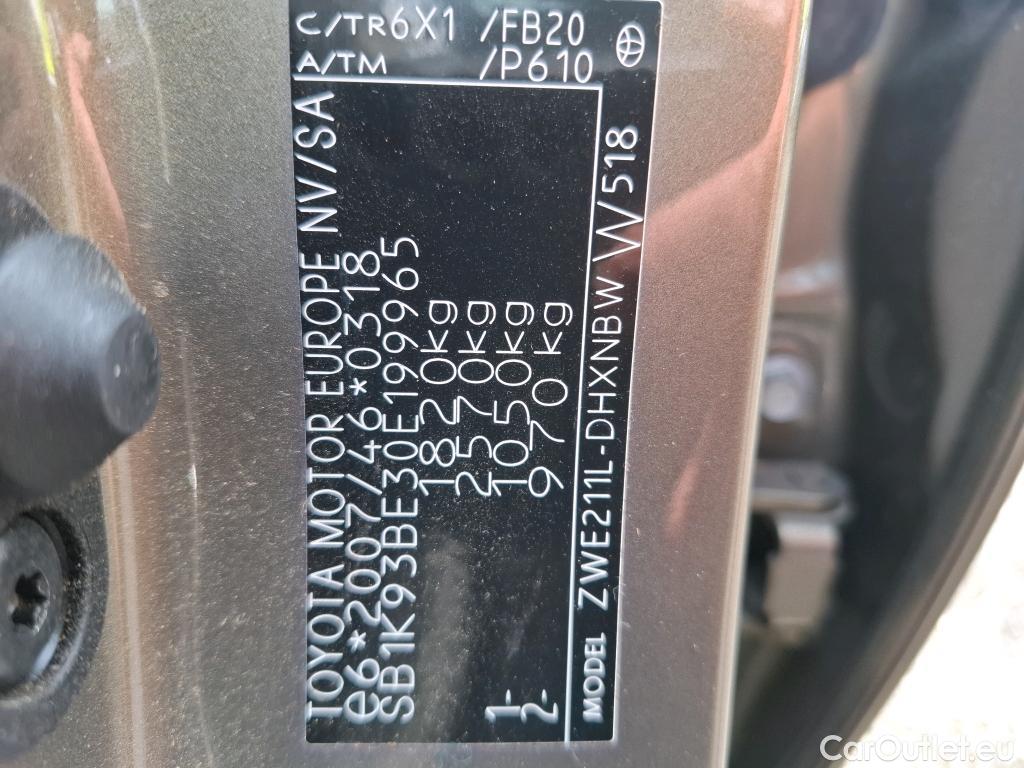 C/TR6X1 /FB20
A/TM /P610
TOYOTA MOTOR EUROPE NV/SA
e6*2007/46*0318
SB1K93BE30E199965
1820kg
2570kg
1- 1050kg
2- 970kg
MODEL ZWE211L-DHXNBW W518
CarOutlet.eu